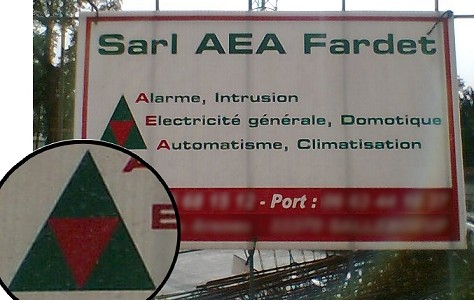 Sarl AEA Fardet
Alarme, Intrusion
Electricité générale, Domotique
Automatisme, Climatisation
- Port :